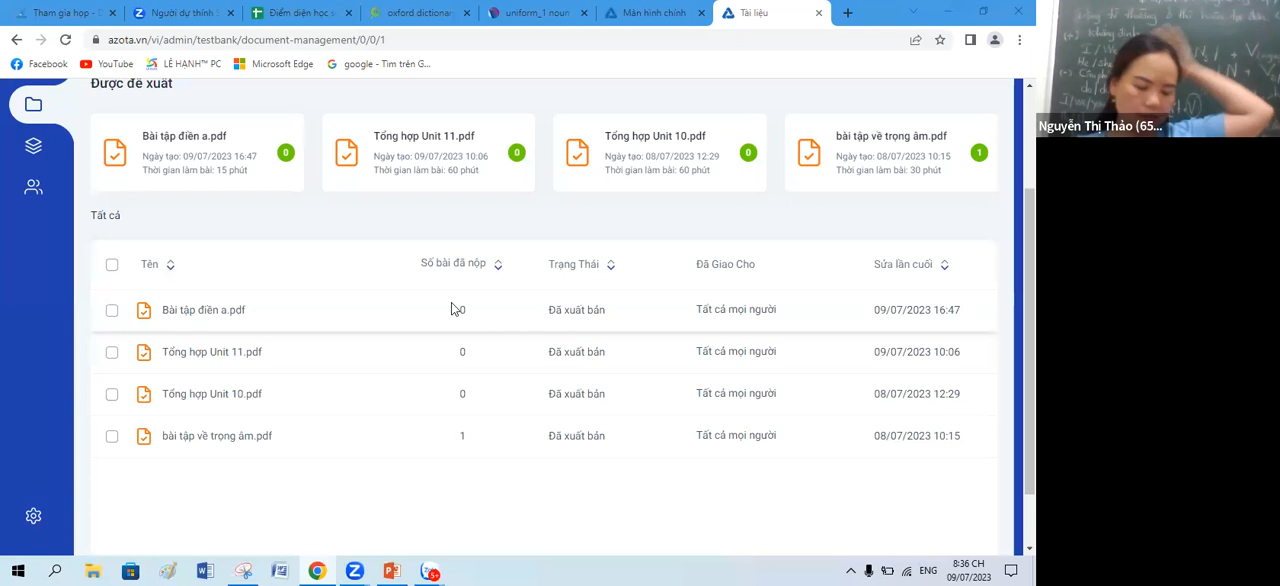 Tham gia họp - 
Người dự thính
Điểm diện học s
oxford dictionar
uniform_1 noun
Màn hình chính
Tài liệu
azota.vn/vi/admin/testbank/document-management/0/0/1
Facebook
YouTube
LÊ HẠNH™ PC
Microsoft Edge
google - Tìm trên G...
Được đề xuất
Bài tập điền a.pdf
Ngày tạo: 09/07/2023 16:47
Thời gian làm bài: 15 phút
0
Tổng hợp Unit 11.pdf
Ngày tạo: 09/07/2023 10:06
Thời gian làm bài: 60 phút
0
Tổng hợp Unit 10.pdf
Ngày tạo: 08/07/2023 12:29
Thời gian làm bài: 60 phút
0
bài tập về trọng âm.pdf
Ngày tạo: 08/07/2023 10:15
Thời gian làm bài: 30 phút
1
Tất cả
Tên Số bài đã nộp Trạng Thái Đã Giao Cho Sửa lần cuối
Bài tập điền a.pdf 0 Đã xuất bản Tất cả mọi người 09/07/2023 16:47
Tổng hợp Unit 11.pdf 0 Đã xuất bản Tất cả mọi người 09/07/2023 10:06
Tổng hợp Unit 10.pdf 0 Đã xuất bản Tất cả mọi người 08/07/2023 12:29
bài tập về trọng âm.pdf 1 Đã xuất bản Tất cả mọi người 08/07/2023 10:15
Nguyễn Thị Thảo (65...
ENG
8:36 CH
09/07/2023